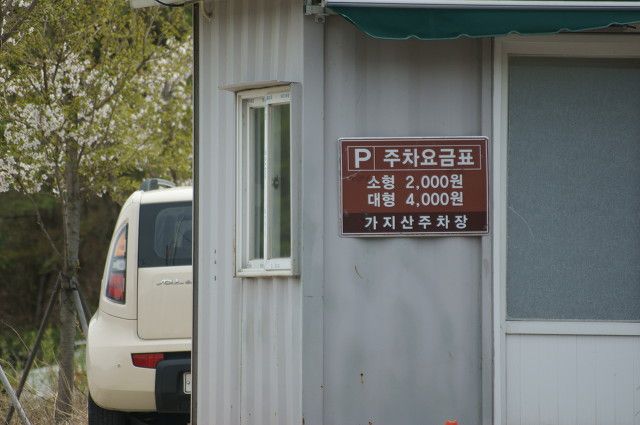 P 주차요금표
소형 2,000원
대형 4,000원
가지산주차장